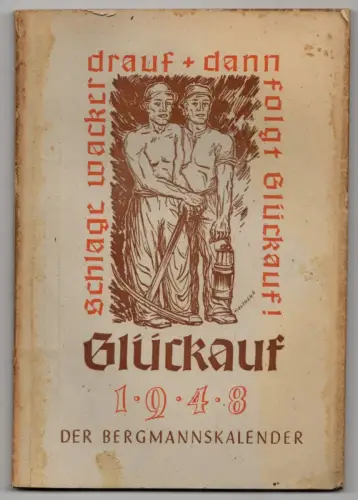 Schlage wacker
drauf + dann
folgt Glückauf!
Glückauf
1·9·4·8
DER BERGMANNSKALENDER